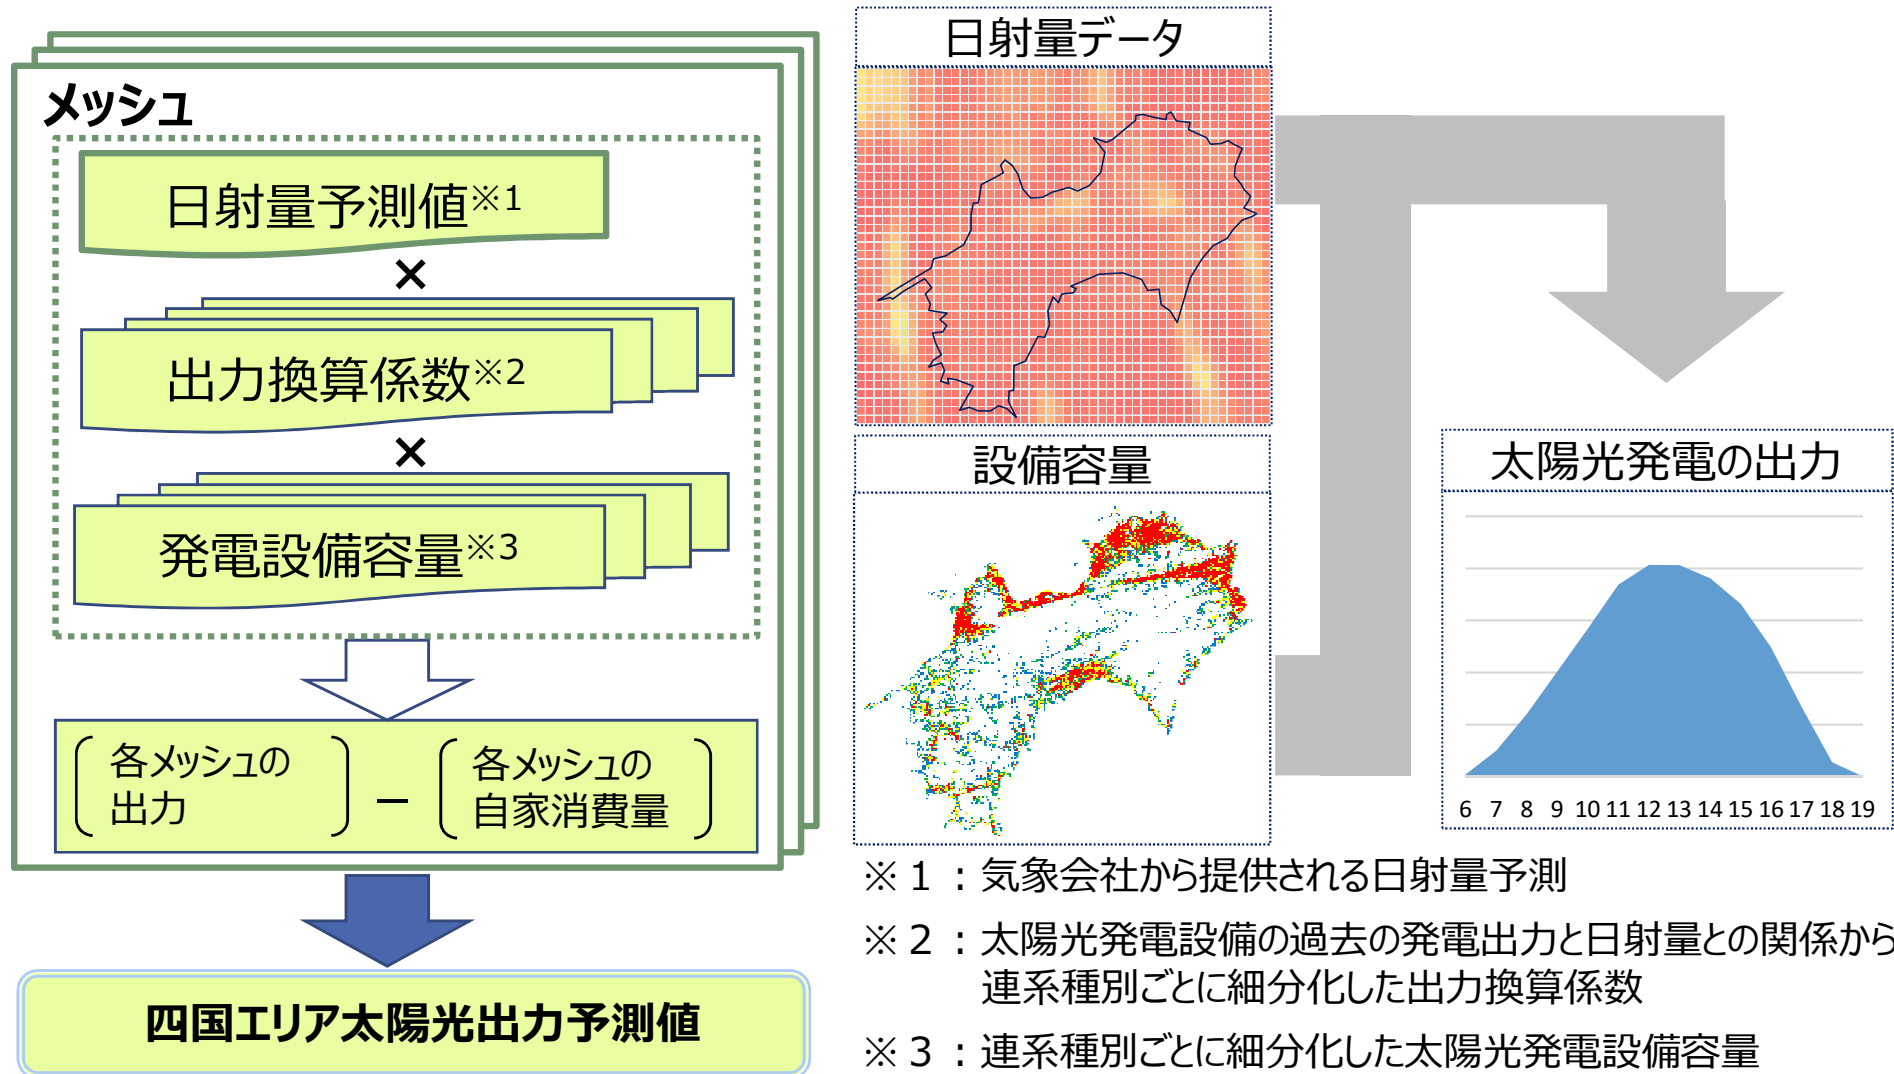 メッシュ
日射量予測値※1
×
出力換算係数※2
×
発電設備容量※3
各メッシュの
出力
－
各メッシュの
自家消費量
四国エリア太陽光出力予測値
日射量データ
設備容量
太陽光発電の出力
6 7 8 9 10 11 12 13 14 15 16 17 18 19
※1：気象会社から提供される日射量予測
※2：太陽光発電設備の過去の発電出力と日射量との関係から
連系種別ごとに細分化した出力換算係数
※3：連系種別ごとに細分化した太陽光発電設備容量